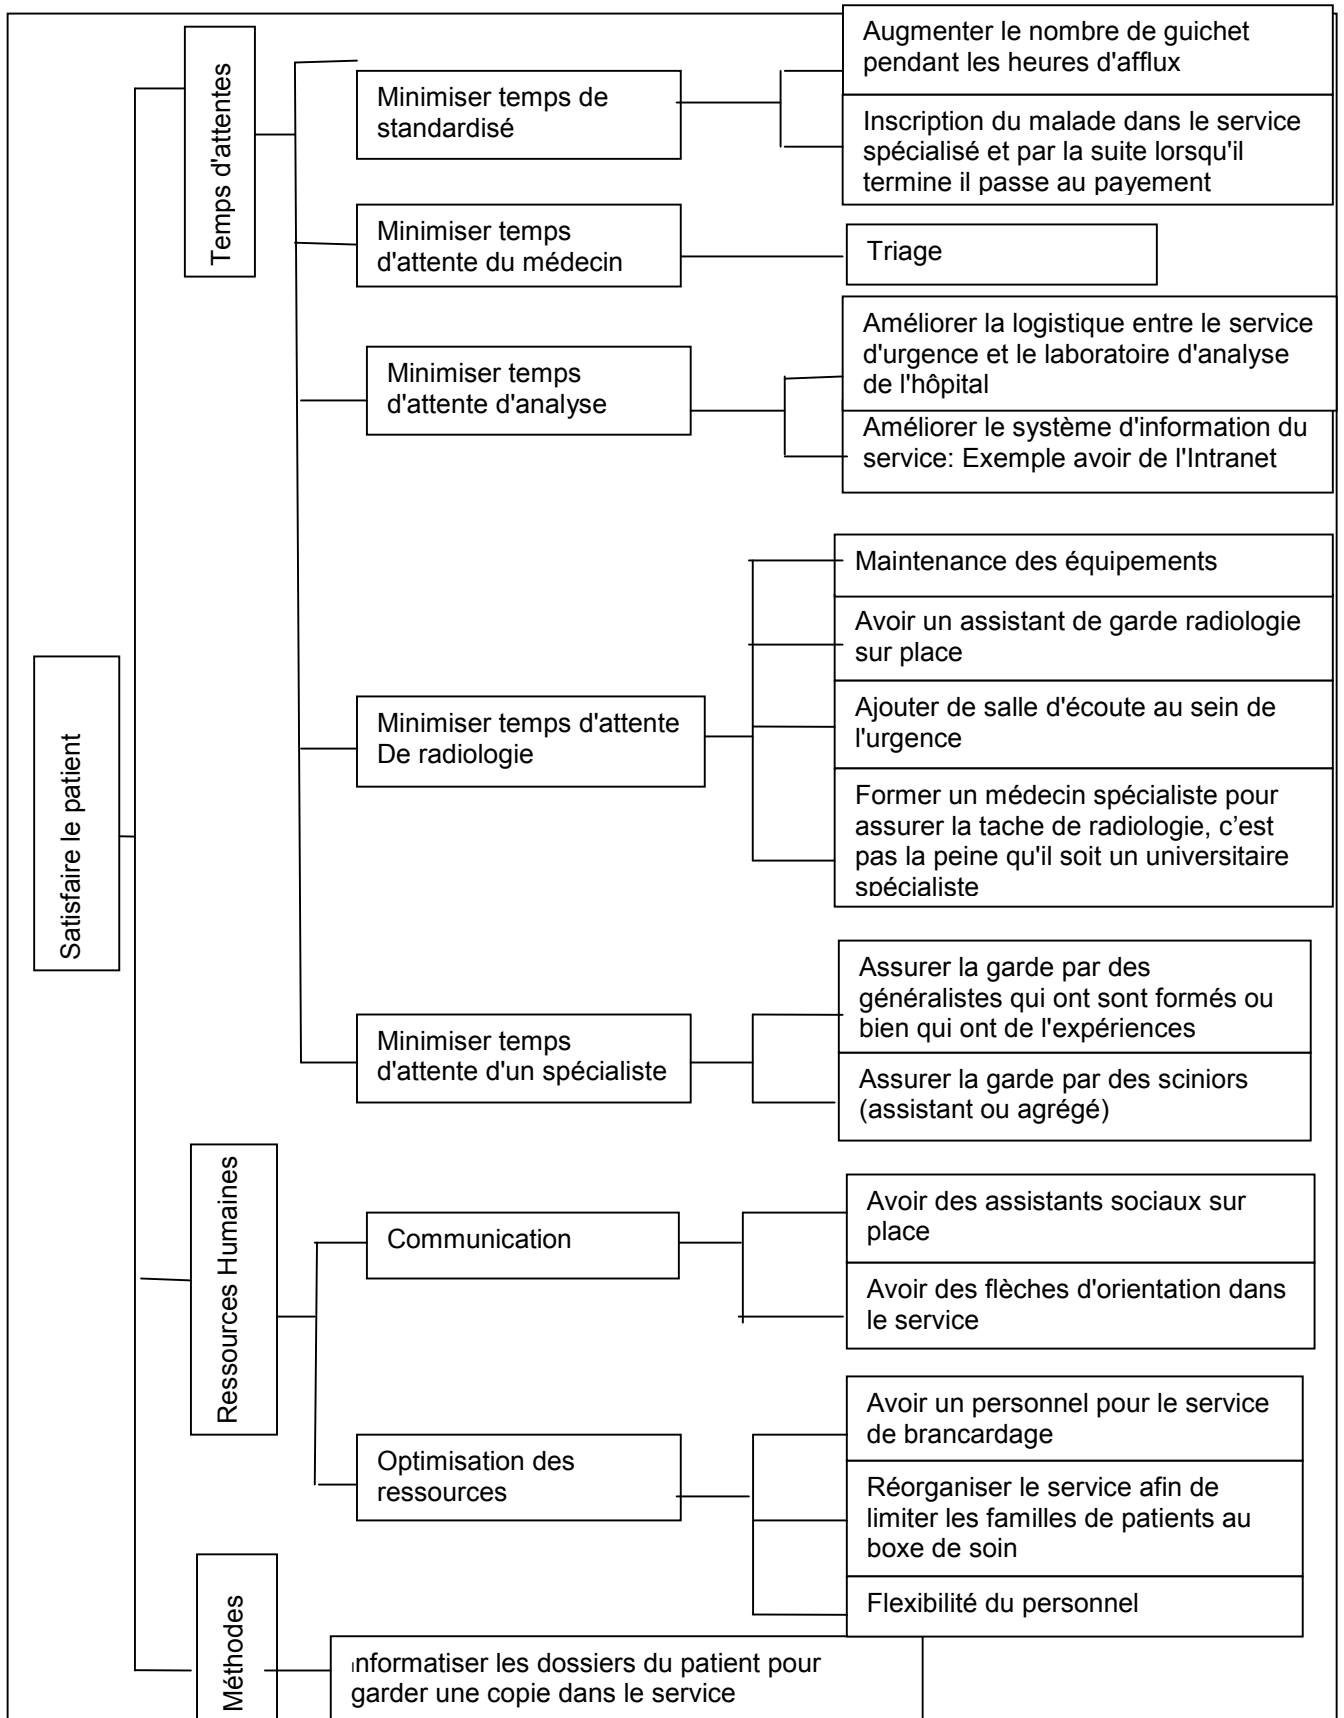 Satisfaire le patient
Temps d'attentes
Minimiser temps de
standardisé
Augmenter le nombre de guichet
pendant les heures d'afflux
Inscription du malade dans le service
spécialisé et par la suite lorsqu'il
termine il passe au payement
Minimiser temps
d'attente du médecin
Triage
Minimiser temps
d'attente d'analyse
Améliorer la logistique entre le service
d'urgence et le laboratoire d'analyse
de l'hôpital
Améliorer le système d'information du
service: Exemple avoir de l'Intranet
Minimiser temps d'attente
De radiologie
Maintenance des équipements
Avoir un assistant de garde radiologie
sur place
Ajouter de salle d'écoute au sein de
l'urgence
Former un médecin spécialiste pour
assurer la tache de radiologie, c’est
pas la peine qu'il soit un universitaire
spécialiste
Minimiser temps
d'attente d'un spécialiste
Assurer la garde par des
généralistes qui ont sont formés ou
bien qui ont de l'expériences
Assurer la garde par des sciniors
(assistant ou agrégé)
Ressources Humaines
Communication
Avoir des assistants sociaux sur
place
Avoir des flèches d'orientation dans
le service
Optimisation des
ressources
Avoir un personnel pour le service
de brancardage
Réorganiser le service afin de
limiter les familles de patients au
boxe de soin
Flexibilité du personnel
Méthodes
Informatiser les dossiers du patient pour
garder une copie dans le service